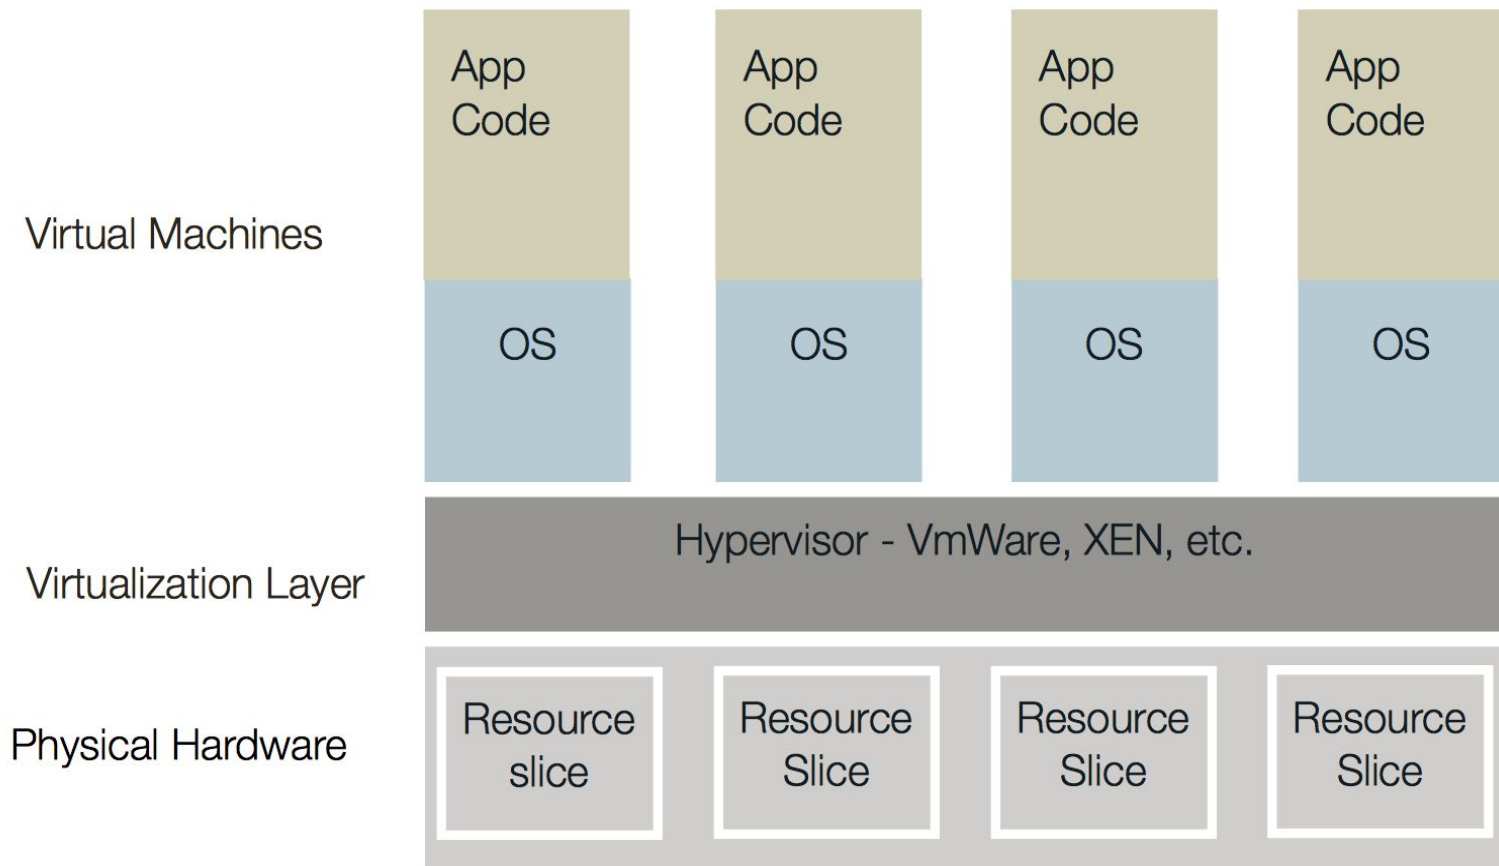 App App App App
Code Code Code Code
Virtual Machines
OS OS OS OS
Hypervisor - VmWare, XEN, etc.
Virtualization Layer
Resource Resource Resource Resource
Physical Hardware
slice Slice Slice Slice